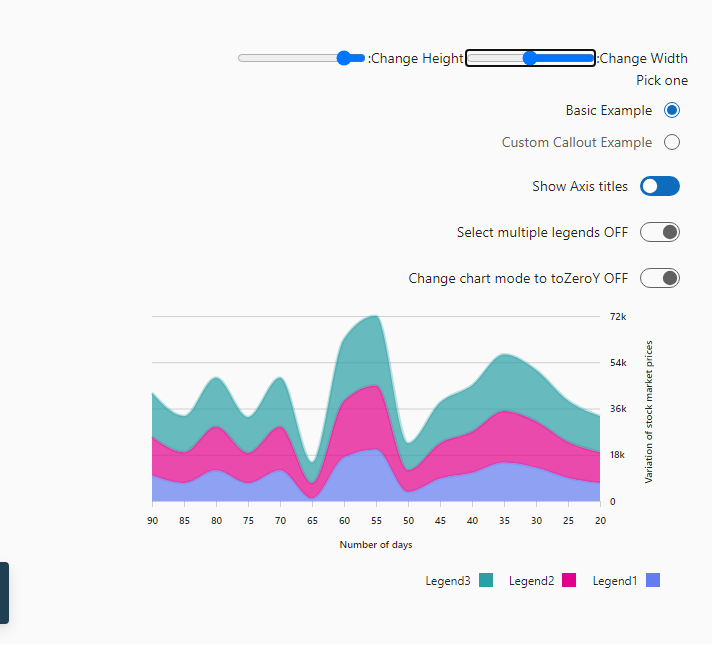 :Change Height :Change Width
Pick one
Basic Example
Custom Callout Example
Show Axis titles
Select multiple legends OFF
Change chart mode to toZeroY OFF
72k
54k
36k
18k
0
Variation of stock market prices
90 85 80 75 70 65 60 55 50 45 40 35 30 25 20
Number of days
Legend3 Legend2 Legend1